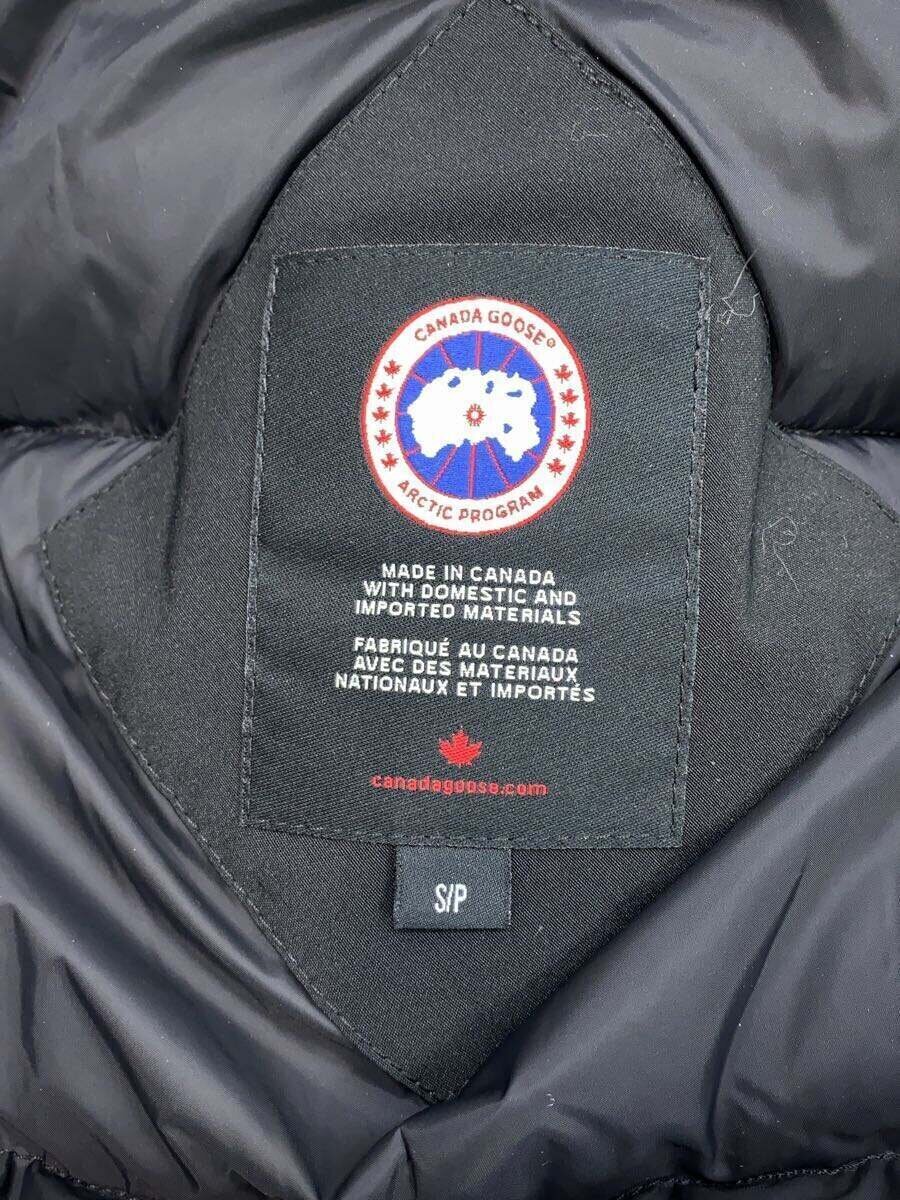 CANADA GOOSE®
ARCTIC PROGRAM
MADE IN CANADA
WITH DOMESTIC AND
IMPORTED MATERIALS
FABRIQUÉ AU CANADA
AVEC DES MATERIAUX
NATIONAUX ET IMPORTÉS
canadagoose.com
S/P